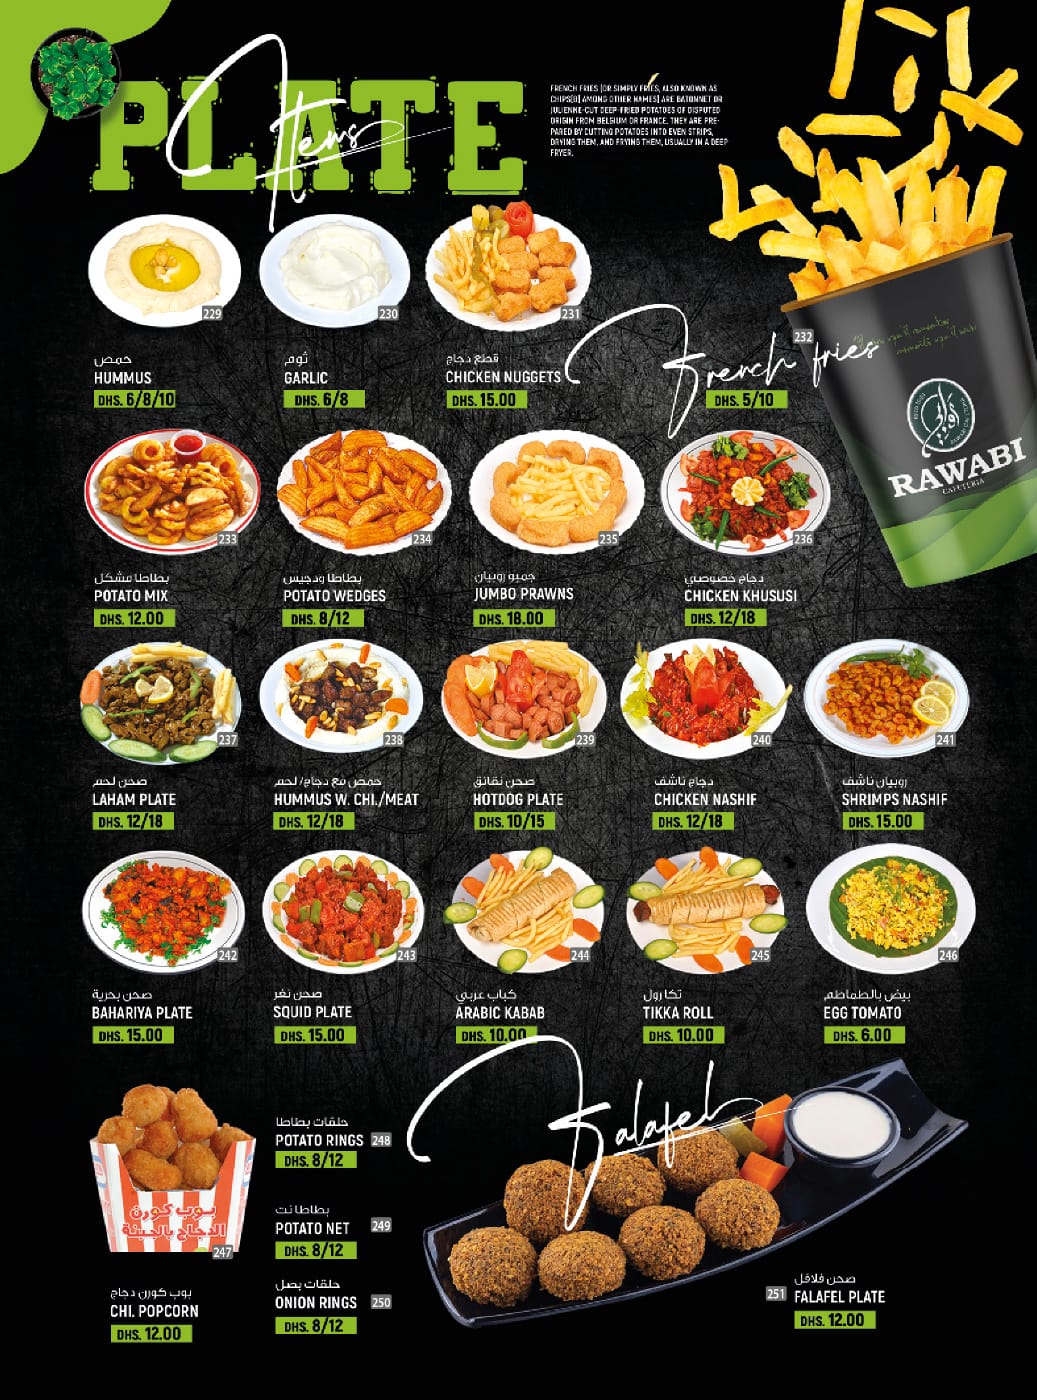 PLATE
Items
FRENCH FRIES (OR SIMPLY FRIES, ALSO KNOWN AS
CHIPS[B] AMONG OTHER NAMES) ARE BATONNET OR
JULIENNE-CUT DEEP-FRIED POTATOES OF DISPUTED
ORIGIN FROM BELGIUM OR FRANCE. THEY ARE PRE-
PARED BY CUTTING POTATOES INTO EVEN STRIPS,
DRYING THEM, AND FRYING THEM, USUALLY IN A DEEP
FRYER.
229
حمص
HUMMUS
DHS. 6/8/10
230
ثوم
GARLIC
DHS. 6/8
231
قطع دجاج
CHICKEN NUGGETS
DHS. 15.00
232
French fries
DHS. 5/10
روابي
RAWABI
CAFETERIA
233
بطاطا مشكل
POTATO MIX
DHS. 12.00
234
بطاطا ودجيس
POTATO WEDGES
DHS. 8/12
235
جمبو روبيان
JUMBO PRAWNS
DHS. 18.00
236
دجاج خصوصي
CHICKEN KHUSUSI
DHS. 12/18
237
صحن لحم
LAHAM PLATE
DHS. 12/18
238
حمص مع دجاج/ لحم
HUMMUS W. CHI./MEAT
DHS. 12/18
239
صحن نقانق
HOTDOG PLATE
DHS. 10/15
240
دجاج ناشف
CHICKEN NASHIF
DHS. 12/18
241
روبيان ناشف
SHRIMPS NASHIF
DHS. 15.00
242
صحن بحرية
BAHARIYA PLATE
DHS. 15.00
243
صحن نغر
SQUID PLATE
DHS. 15.00
244
كباب عربي
ARABIC KABAB
DHS. 10.00
245
تكا رول
TIKKA ROLL
DHS. 10.00
246
بيض بالطماطم
EGG TOMATO
DHS. 6.00
بوب كورن
الدجاج بالجبنة
247
بوب كورن دجاج
CHI. POPCORN
DHS. 12.00
حلقات بطاطا
POTATO RINGS 248
DHS. 8/12
بطاطا نت
POTATO NET 249
DHS. 8/12
حلقات بصل
ONION RINGS 250
DHS. 8/12
Falafel
صحن فلافل
251 FALAFEL PLATE
DHS. 12.00